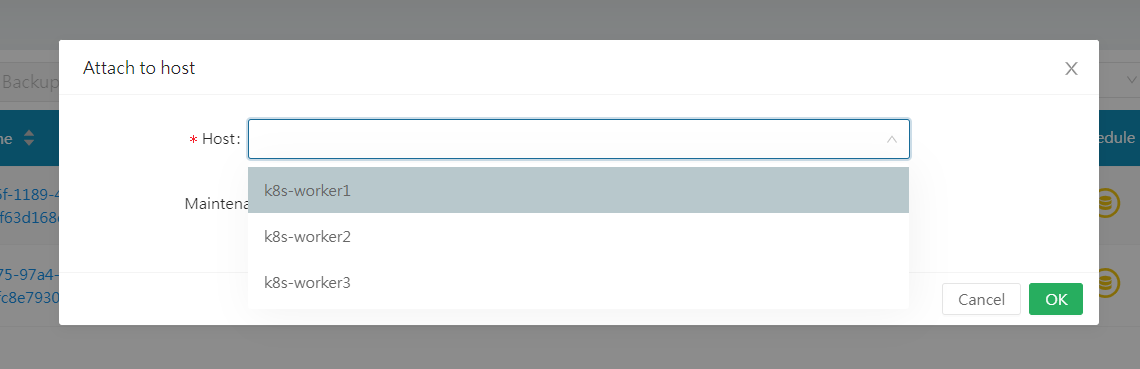 Attach to host
Backup
* Host:
me
edule
k8s-worker1
5f-1189-4
f63d168
Maintena
k8s-worker2
k8s-worker3
75-97a4-
fc8e7930
Cancel
OK